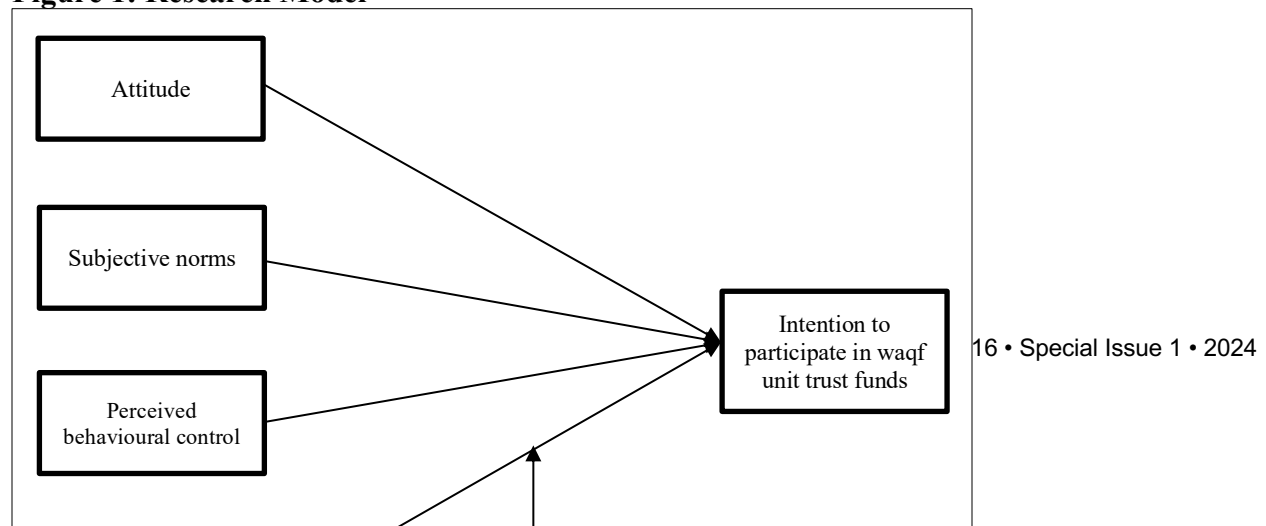 Figure 1: Research Model
Attitude
Subjective norms
Perceived
behavioural control
Intention to
participate in waqf
unit trust funds
16 • Special Issue 1 • 2024